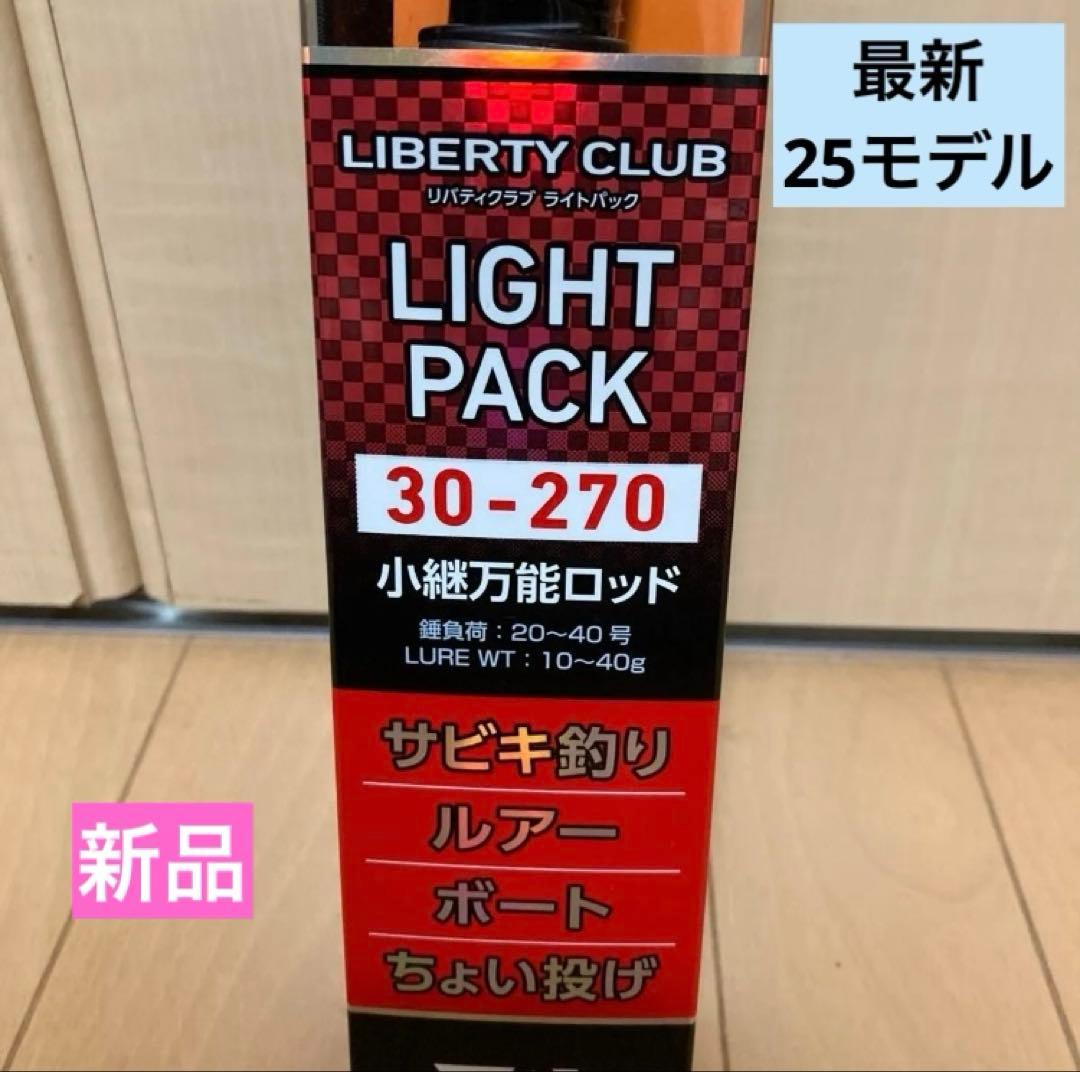 最新
25モデル
LIBERTY CLUB
リバティクラブ ライトパック
LIGHT
PACK
30-270
小継万能ロッド
錘負荷：20〜40号
LURE WT：10〜40g
サビキ釣り
ルアー
ボート
ちょい投げ
新品